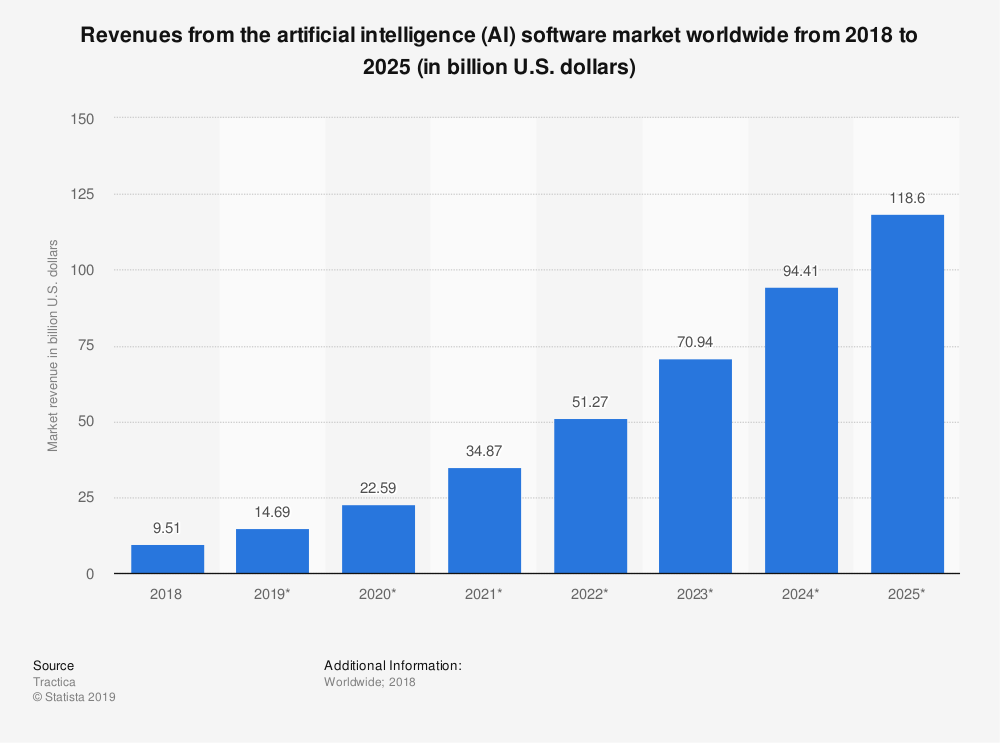 Revenues from the artificial intelligence (AI) software market worldwide from 2018 to
2025 (in billion U.S. dollars)
Market revenue in billion U.S. dollars
150
125
100
75
50
25
0
9.51
14.69
22.59
34.87
51.27
70.94
94.41
118.6
2018
2019*
2020*
2021*
2022*
2023*
2024*
2025*
Source
Tractica
© Statista 2019
Additional Information:
Worldwide; 2018